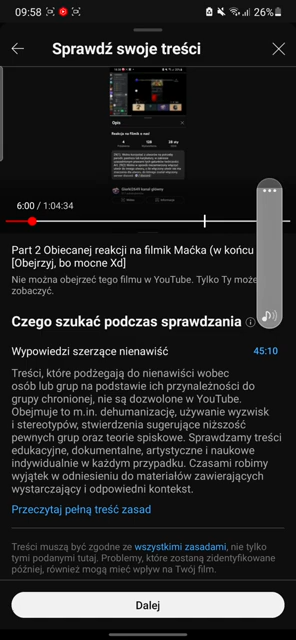 09:58
26%
Sprawdź swoje treści
Opis
Reakcja na filmik z nas!
6:00 / 1:04:34
Part 2 Obiecanej reakcji na filmik Maćka (w końcu
[Obejrzyj, bo mocne Xd]
Nie można obejrzeć tego filmu w YouTube. Tylko Ty może
zobaczyć.
Czego szukać podczas sprawdzania
Wypowiedzi szerzące nienawiść 45:10
Treści, które podżegają do nienawiści wobec
osób lub grup na podstawie ich przynależności do
grupy chronionej, nie są dozwolone w YouTube.
Obejmuje to m.in. dehumanizację, używanie wyzwisk
i stereotypów, stwierdzenia sugerujące niższość
pewnych grup oraz teorie spiskowe. Sprawdzamy treści
edukacyjne, dokumentalne, artystyczne i naukowe
indywidualnie w każdym przypadku. Czasami robimy
wyjątek w odniesieniu do materiałów zawierających
wystarczający i odpowiedni kontekst.
Przeczytaj pełną treść zasad
Treści muszą być zgodne ze wszystkimi zasadami, nie tylko
tymi podanymi tutaj. Problemy, które zostaną zidentyfikowane
później, również mogą mieć wpływ na Twój film.
Dalej